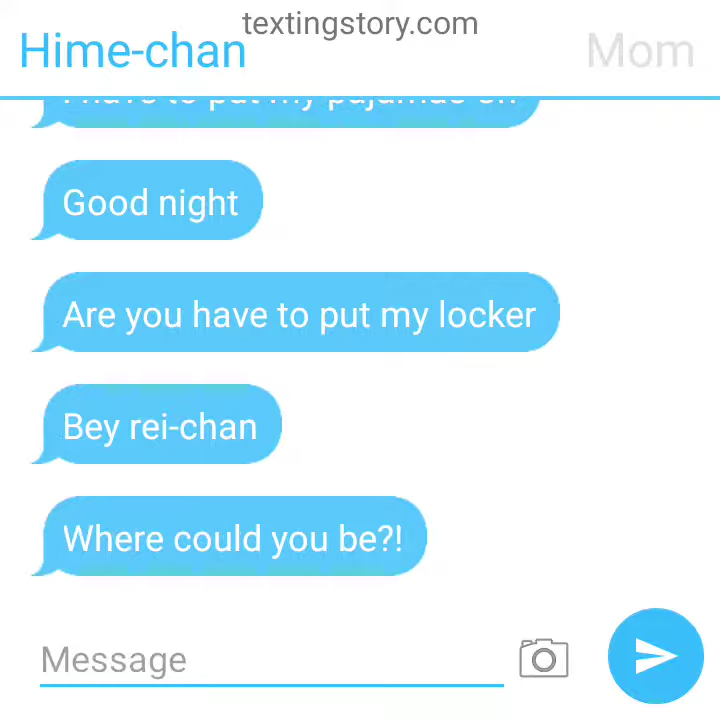 textingstory.com
Hime-chan Mom
I have to put my pajamas on
Good night
Are you have to put my locker
Bey rei-chan
Where could you be?!
Message